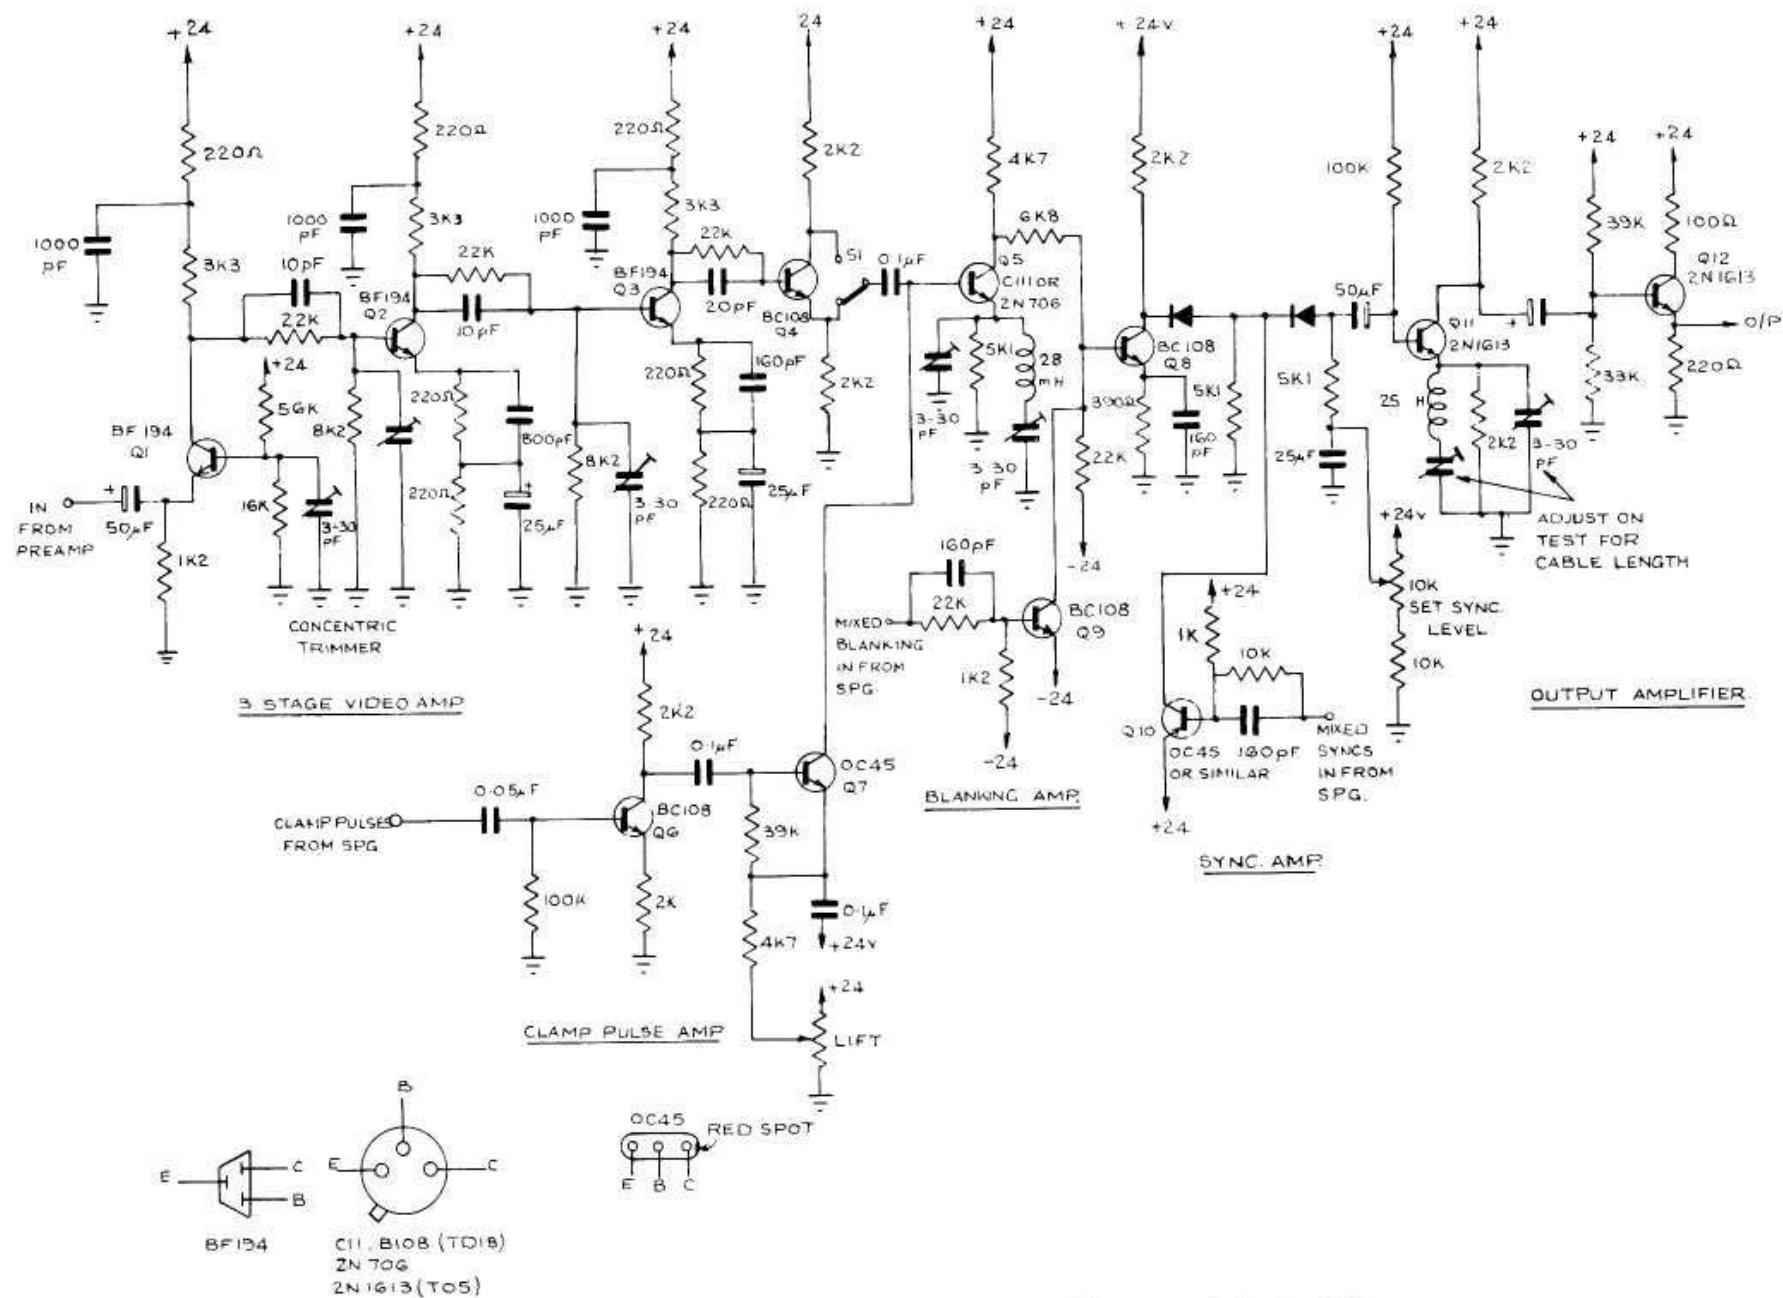 +24
+24
+24
24
+24
+24v
+24
+24
+24
+24
220Ω
220Ω
220Ω
2K2
4K7
2K2
100K
2K2
39K
100Ω
1000
pF
3K3
1000
pF
3K3
1000
pF
3K3
6K8
10pF
22K
22K
22K
S1
0.1µF
Q5
C1110R
2N706
50µF
Q12
2N1613
BF194
Q2
10pF
BF194
Q3
20pF
BC108
Q4
BC108
Q8
Q11
2N1613
+
O/P
+24
56K
8K2
220Ω
800pF
8K2
220Ω
160pF
2K2
5K1
28
mH
3-30
pF
3-30
pF
22K
390Ω
160
pF
5K1
5K1
25µF
25
H
2K2
3-30
pF
33K
220Ω
BF194
Q1
IN
FROM
PREAMP
+
50µF
16K
3-30
pF
1K2
220Ω
+
25µF
3-30
pF
220Ω
25µF
ADJUST ON
TEST FOR
CABLE LENGTH
CONCENTRIC
TRIMMER
3 STAGE VIDEO AMP
160pF
22K
MIXED
BLANKING
IN FROM
SPG.
1K2
-24
BC108
Q9
-24
-24
BLANKNG AMP.
+24
1K
10K
Q10
OC45
OR SIMILAR
160pF
MIXED
SYNCS
IN FROM
SPG.
+24
SYNC. AMP.
+24v
10K
SET SYNC.
LEVEL
10K
OUTPUT AMPLIFIER.
+24
2K2
0.1µF
OC45
Q7
0.05µF
CLAMP PULSES
FROM SPG
BC108
Q6
39K
100K
2K
0.1µF
+24v
4K7
+24
LIFT
CLAMP PULSE AMP
B
E
C
B
E
C
BF194
C11, B108 (TO18)
2N 706
2N1613 (TO5)
OC45
RED SPOT
E B C